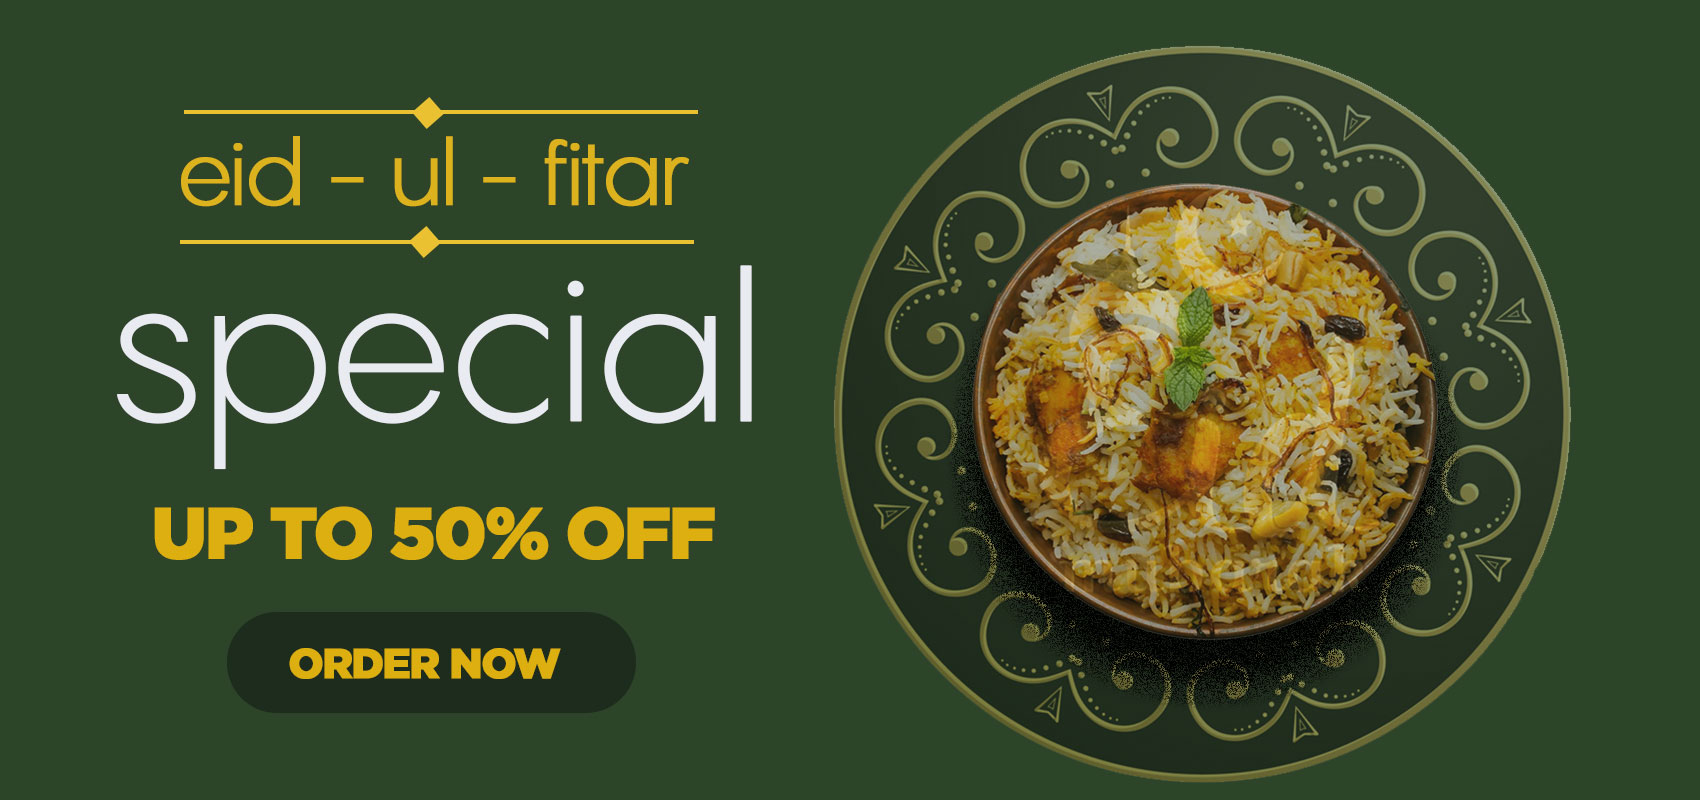 eid - ul - fitar
special
UP TO 50% OFF
ORDER NOW